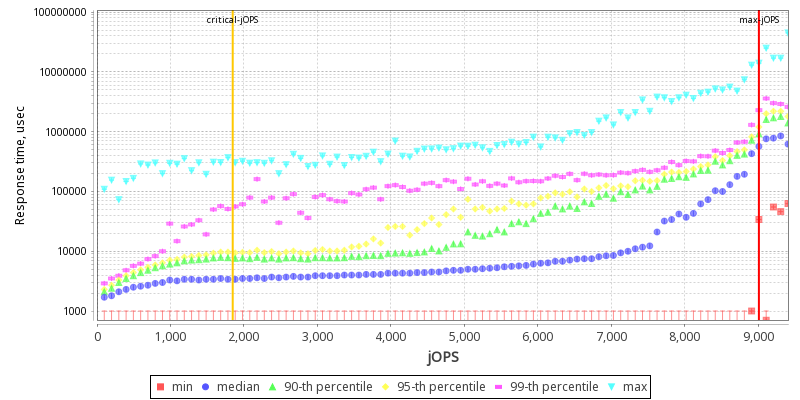 critical-jOPS max-jOPS
100000000
10000000
1000000
100000
10000
1000
Response time, usec
0 1,000 2,000 3,000 4,000 5,000 6,000 7,000 8,000 9,000
jOPS
min median 90-th percentile 95-th percentile 99-th percentile max